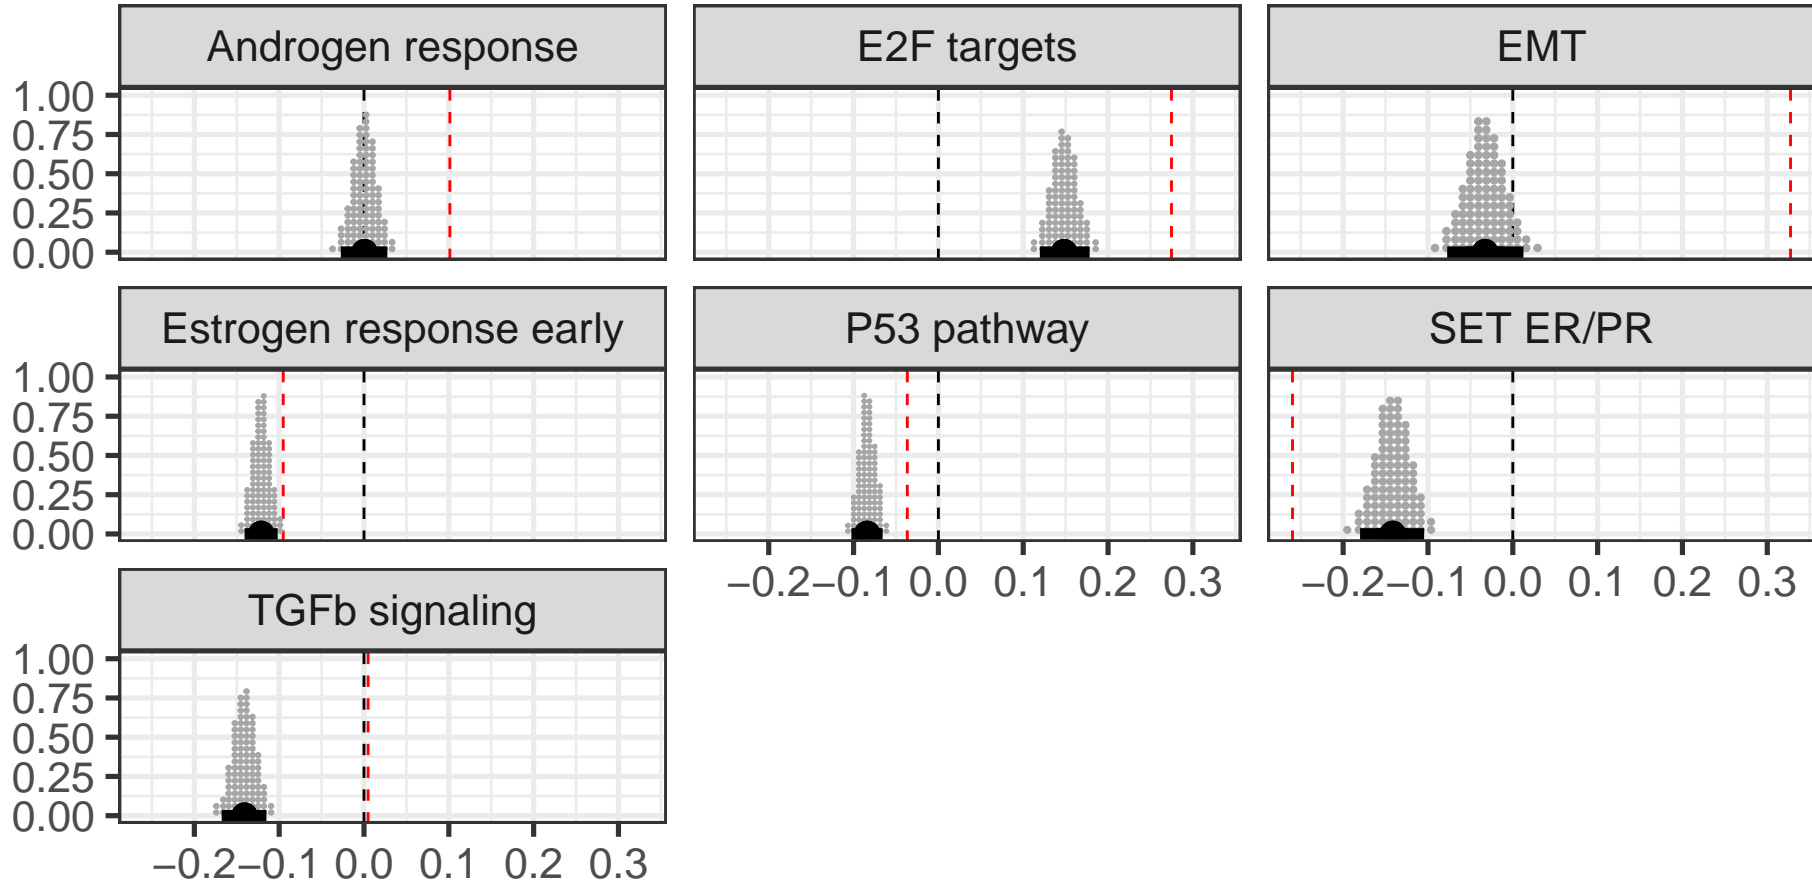 Androgen response
E2F targets
EMT
1.00
0.75
0.50
0.25
0.00
Estrogen response early
P53 pathway
SET ER/PR
1.00
0.75
0.50
0.25
0.00
−0.2 −0.1 0.0 0.1 0.2 0.3
−0.2 −0.1 0.0 0.1 0.2 0.3
TGFb signaling
1.00
0.75
0.50
0.25
0.00
−0.2 −0.1 0.0 0.1 0.2 0.3